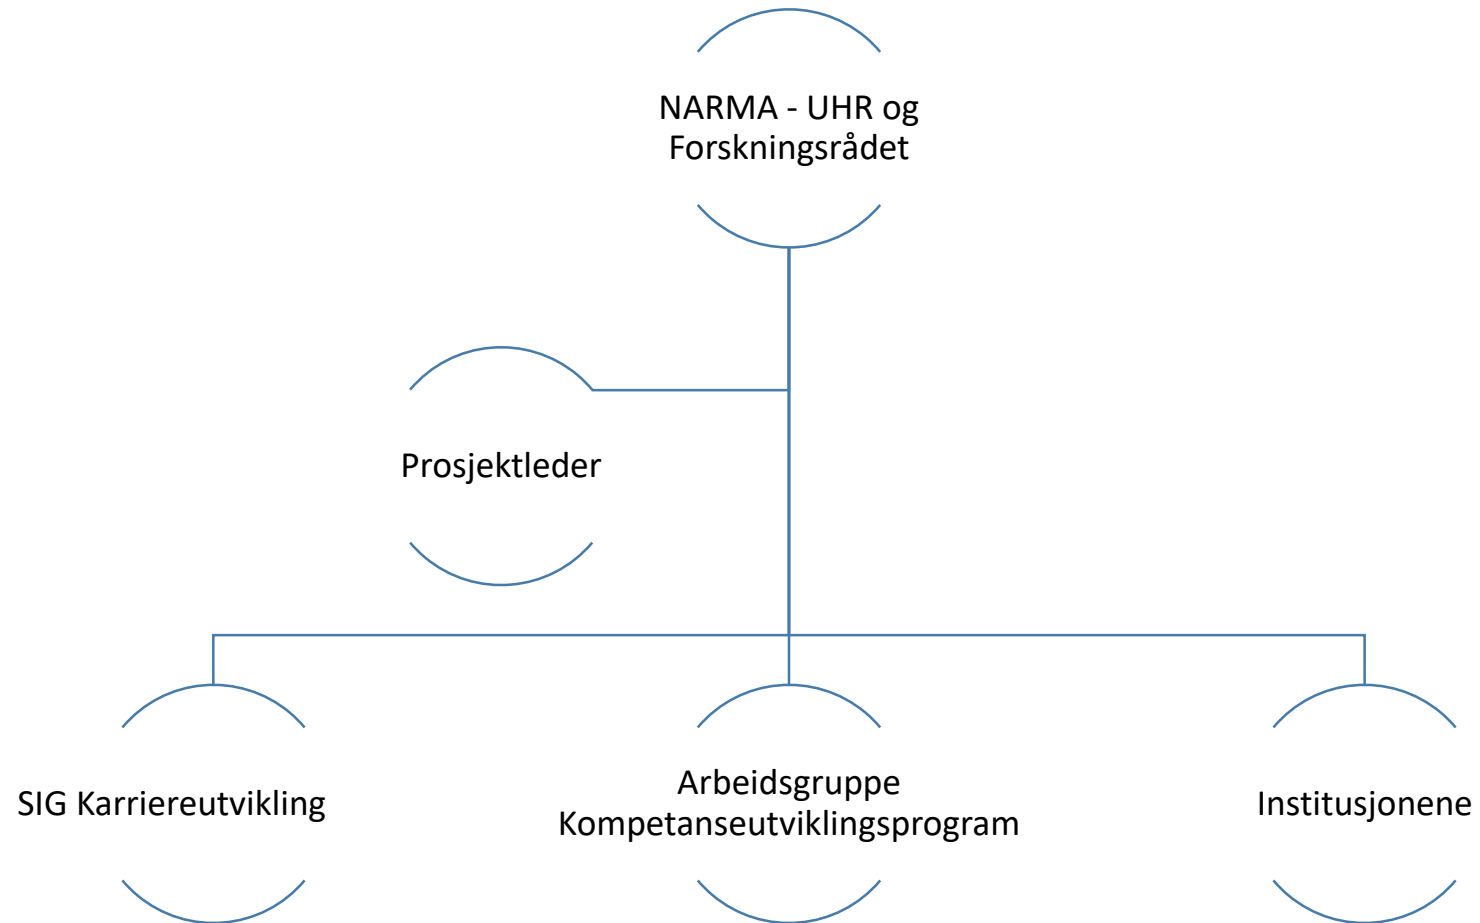 NARMA - UHR og
Forskningsrådet
Prosjektleder
SIG Karriereutvikling
Arbeidsgruppe
Kompetanseutviklingsprogram
Institusjonene